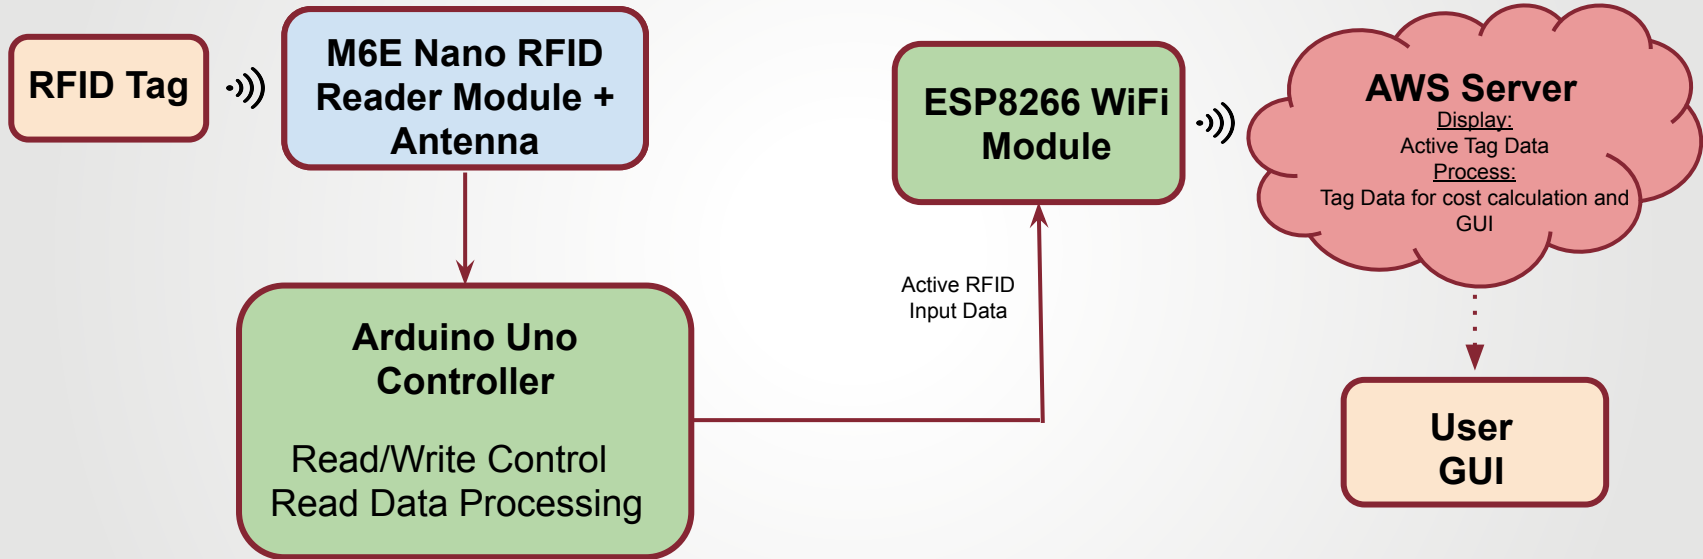 RFID Tag
M6E Nano RFID
Reader Module +
Antenna
Arduino Uno
Controller
Read/Write Control
Read Data Processing
Active RFID
Input Data
ESP8266 WiFi
Module
AWS Server
Display:
Active Tag Data
Process:
Tag Data for cost calculation and
GUI
User
GUI